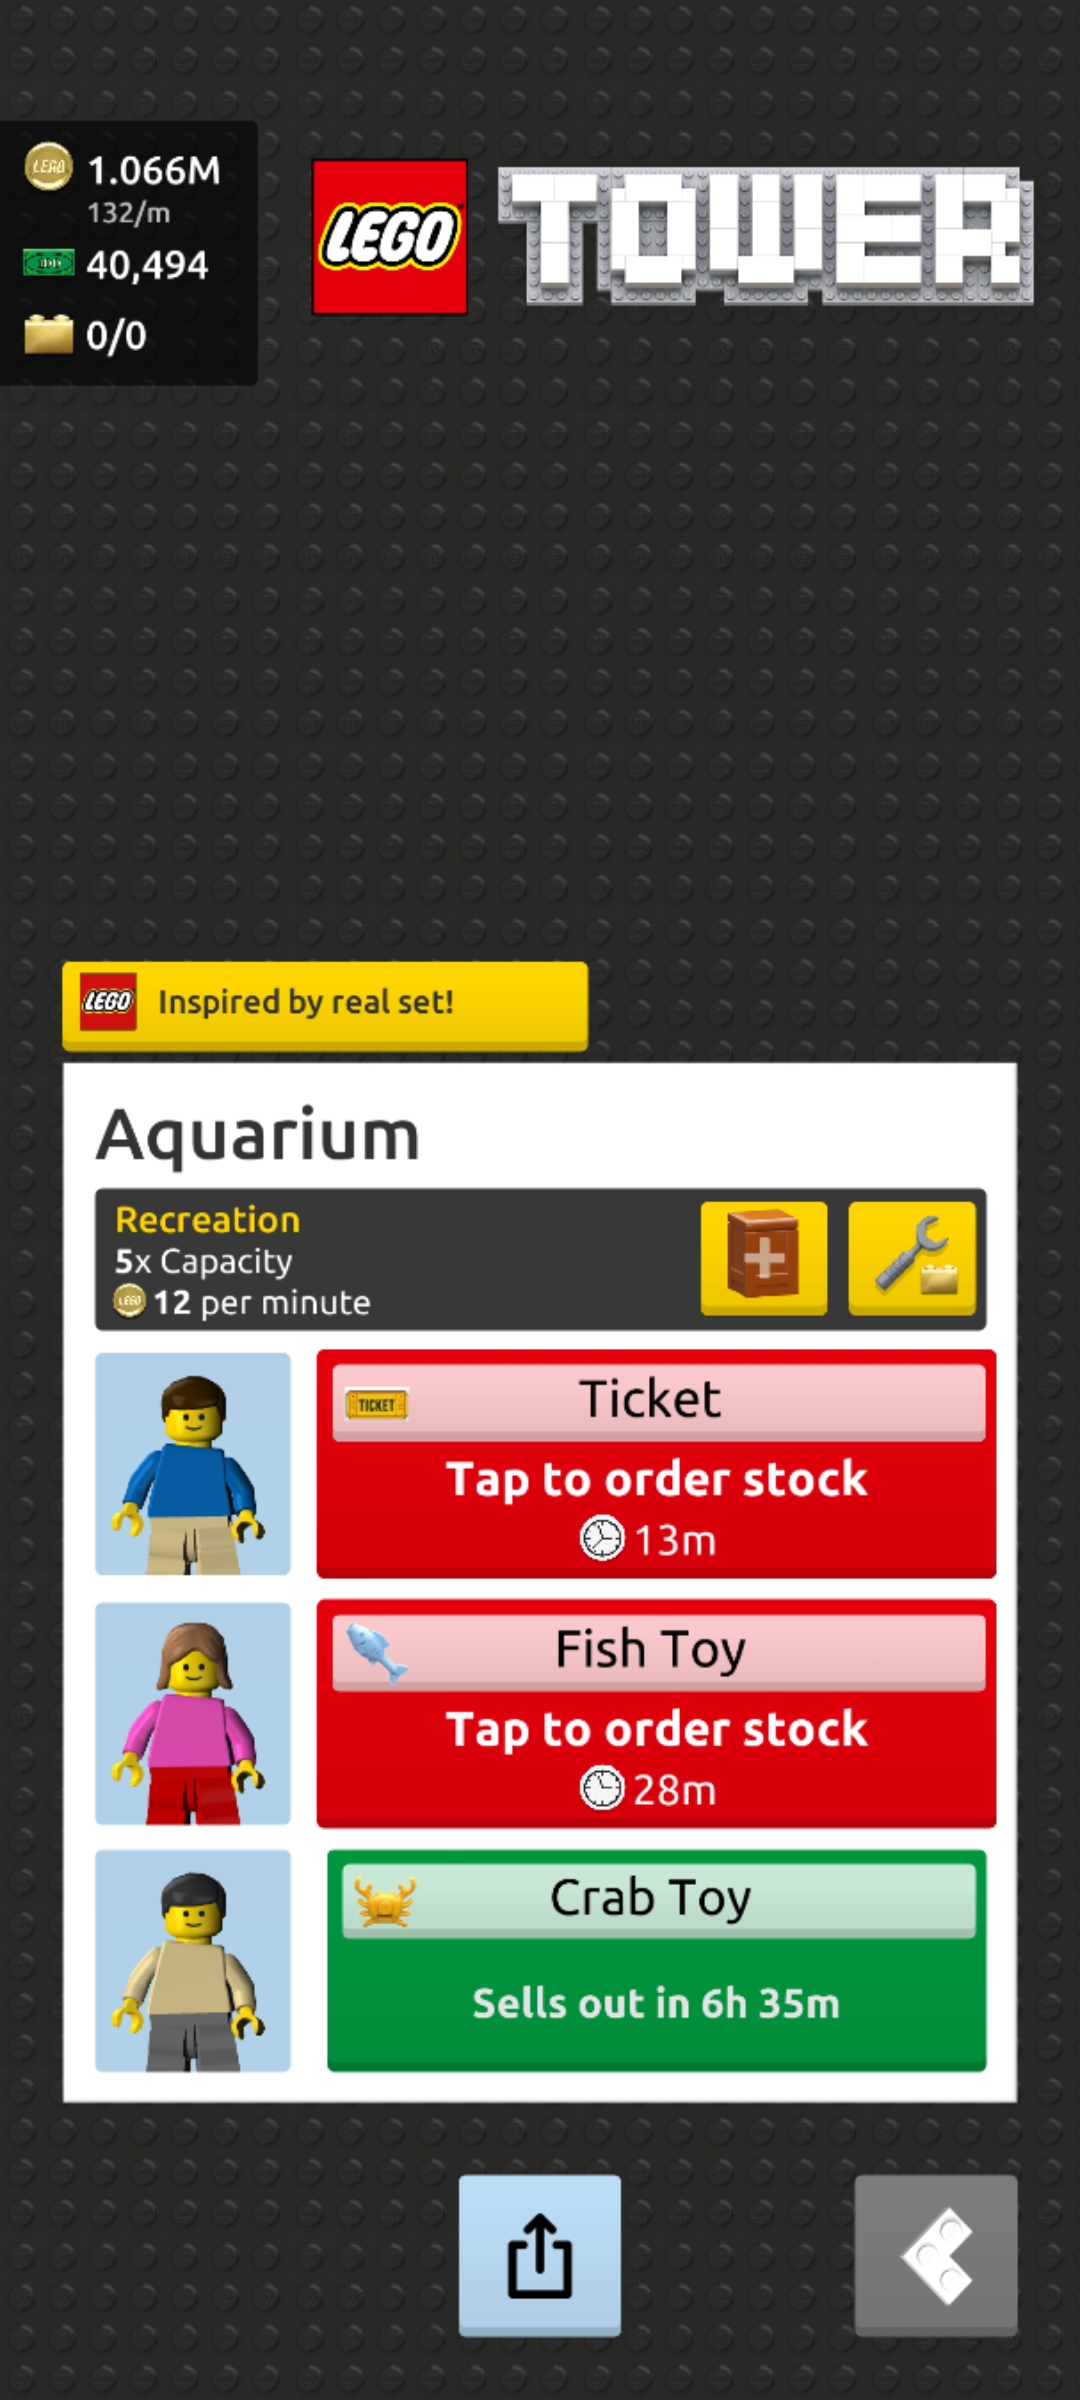 LEGO
1.066M
132/m
40,494
0/0
LEGO
TOWER
LEGO
Inspired by real set!
Aquarium
Recreation
5x Capacity
LEGO
12 per minute
TICKET
Ticket
Tap to order stock
13m
Fish Toy
Tap to order stock
28m
Crab Toy
Sells out in 6h 35m